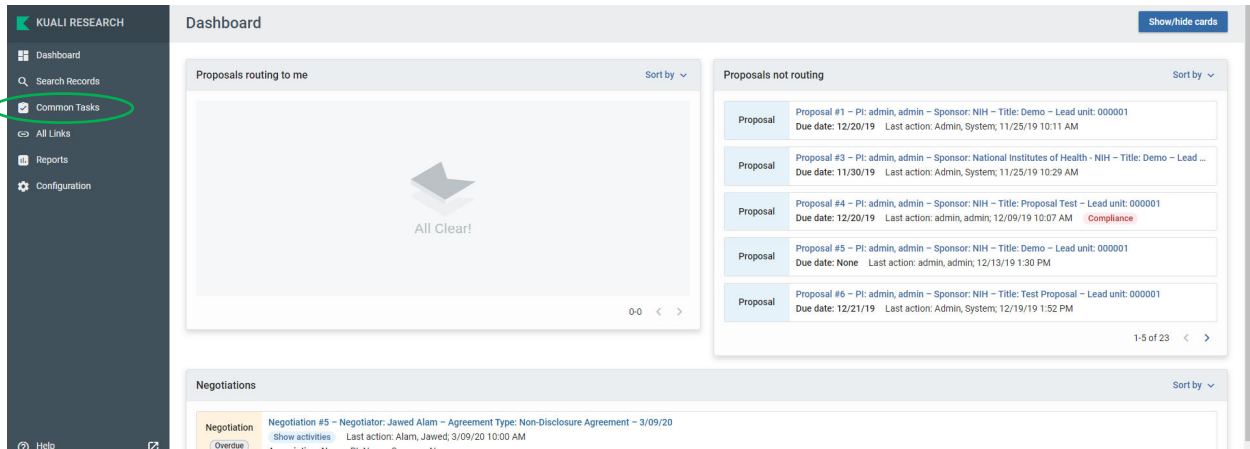 KUALI RESEARCH
Dashboard
Search Records
Common Tasks
All Links
Reports
Configuration
Help
Dashboard
Show/hide cards
Proposals routing to me
Sort by
All Clear!
0-0
Proposals not routing
Sort by
Proposal
Proposal #1 – PI: admin, admin – Sponsor: NIH – Title: Demo – Lead unit: 000001
Due date: 12/20/19 Last action: Admin, System; 11/25/19 10:11 AM
Proposal
Proposal #3 – PI: admin, admin – Sponsor: National Institutes of Health - NIH – Title: Demo – Lead ...
Due date: 11/30/19 Last action: Admin, System; 11/25/19 10:29 AM
Proposal
Proposal #4 – PI: admin, admin – Sponsor: NIH – Title: Proposal Test – Lead unit: 000001
Due date: 12/20/19 Last action: admin, admin; 12/09/19 10:07 AM Compliance
Proposal
Proposal #5 – PI: admin, admin – Sponsor: NIH – Title: Demo – Lead unit: 000001
Due date: None Last action: admin, admin; 12/13/19 1:30 PM
Proposal
Proposal #6 – PI: admin, admin – Sponsor: NIH – Title: Test Proposal – Lead unit: 000001
Due date: 12/21/19 Last action: Admin, System; 12/19/19 1:52 PM
1-5 of 23
Negotiations
Sort by
Negotiation
Overdue
Negotiation #5 – Negotiator: Jawed Alam – Agreement Type: Non-Disclosure Agreement – 3/09/20
Show activities Last action: Alam, Jawed; 3/09/20 10:00 AM